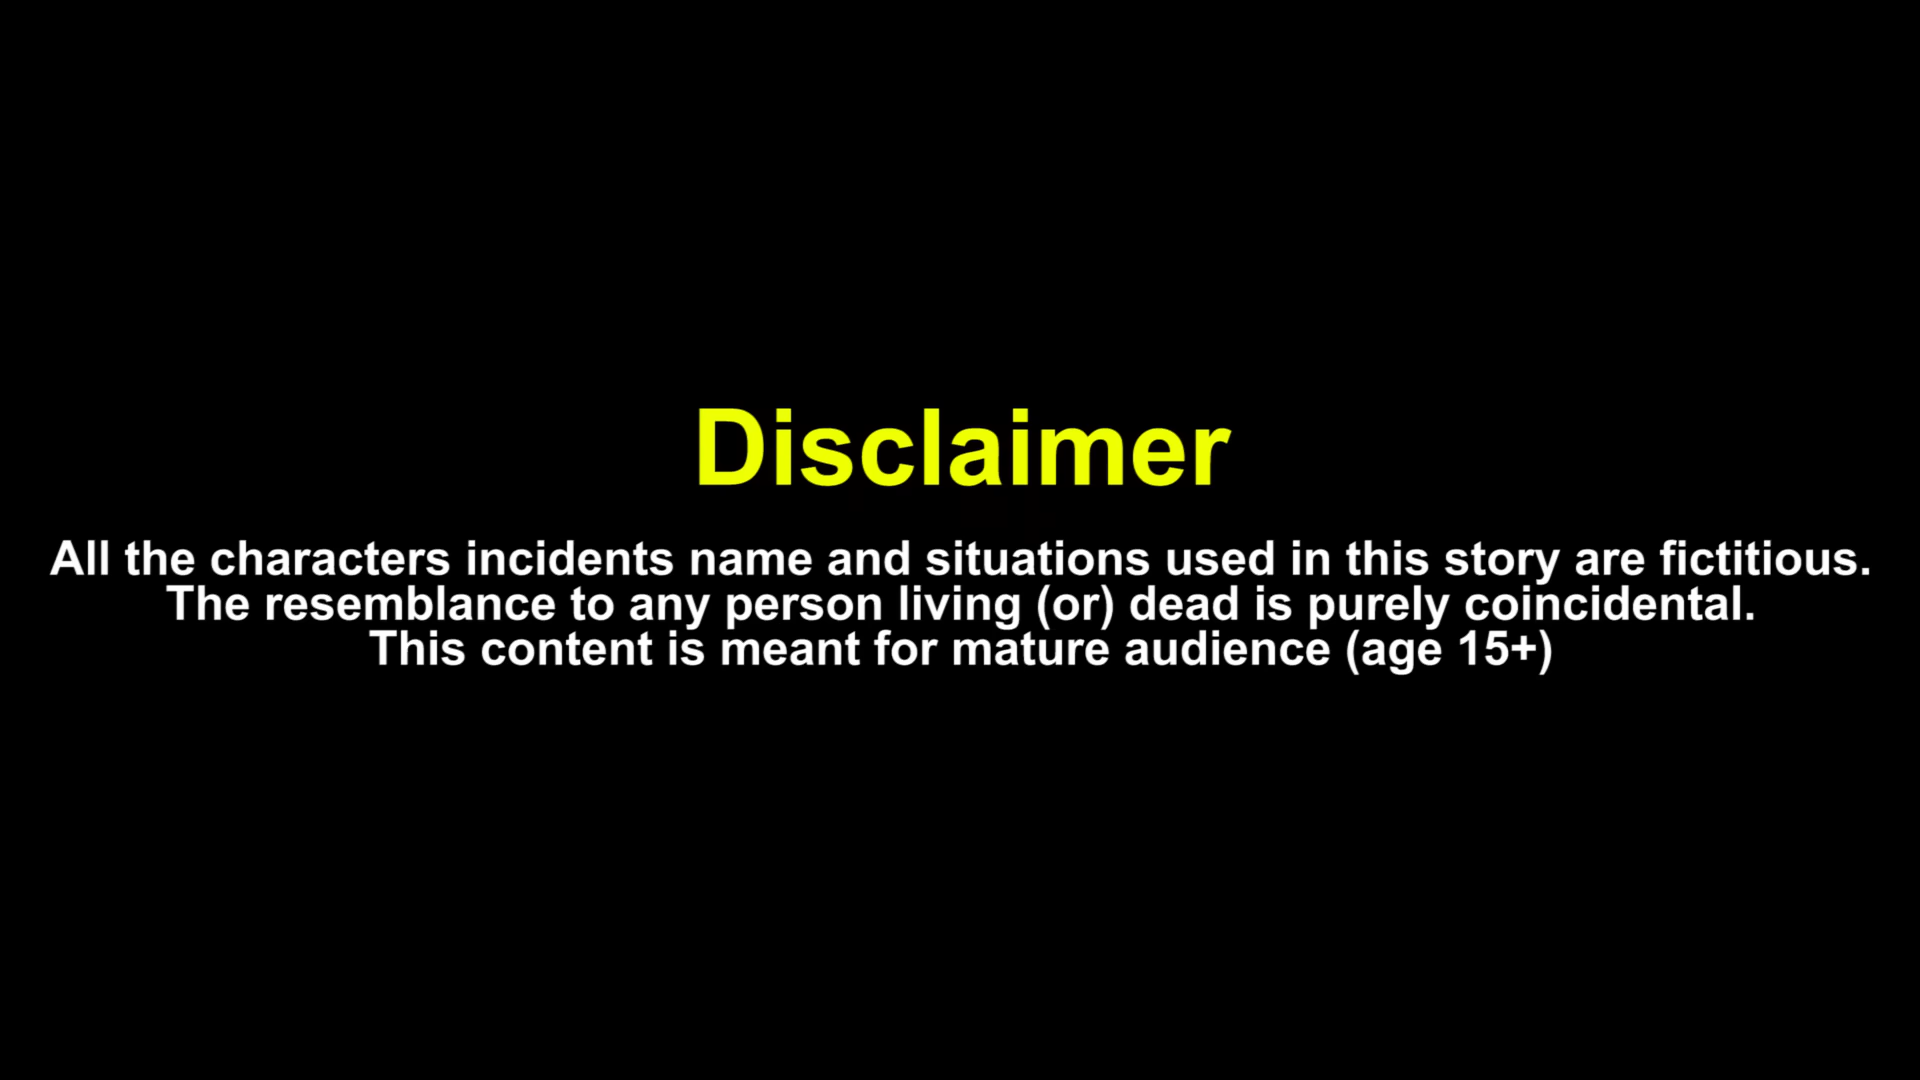 Disclaimer
All the characters incidents name and situations used in this story are fictitious.
The resemblance to any person living (or) dead is purely coincidental.
This content is meant for mature audience (age 15+)